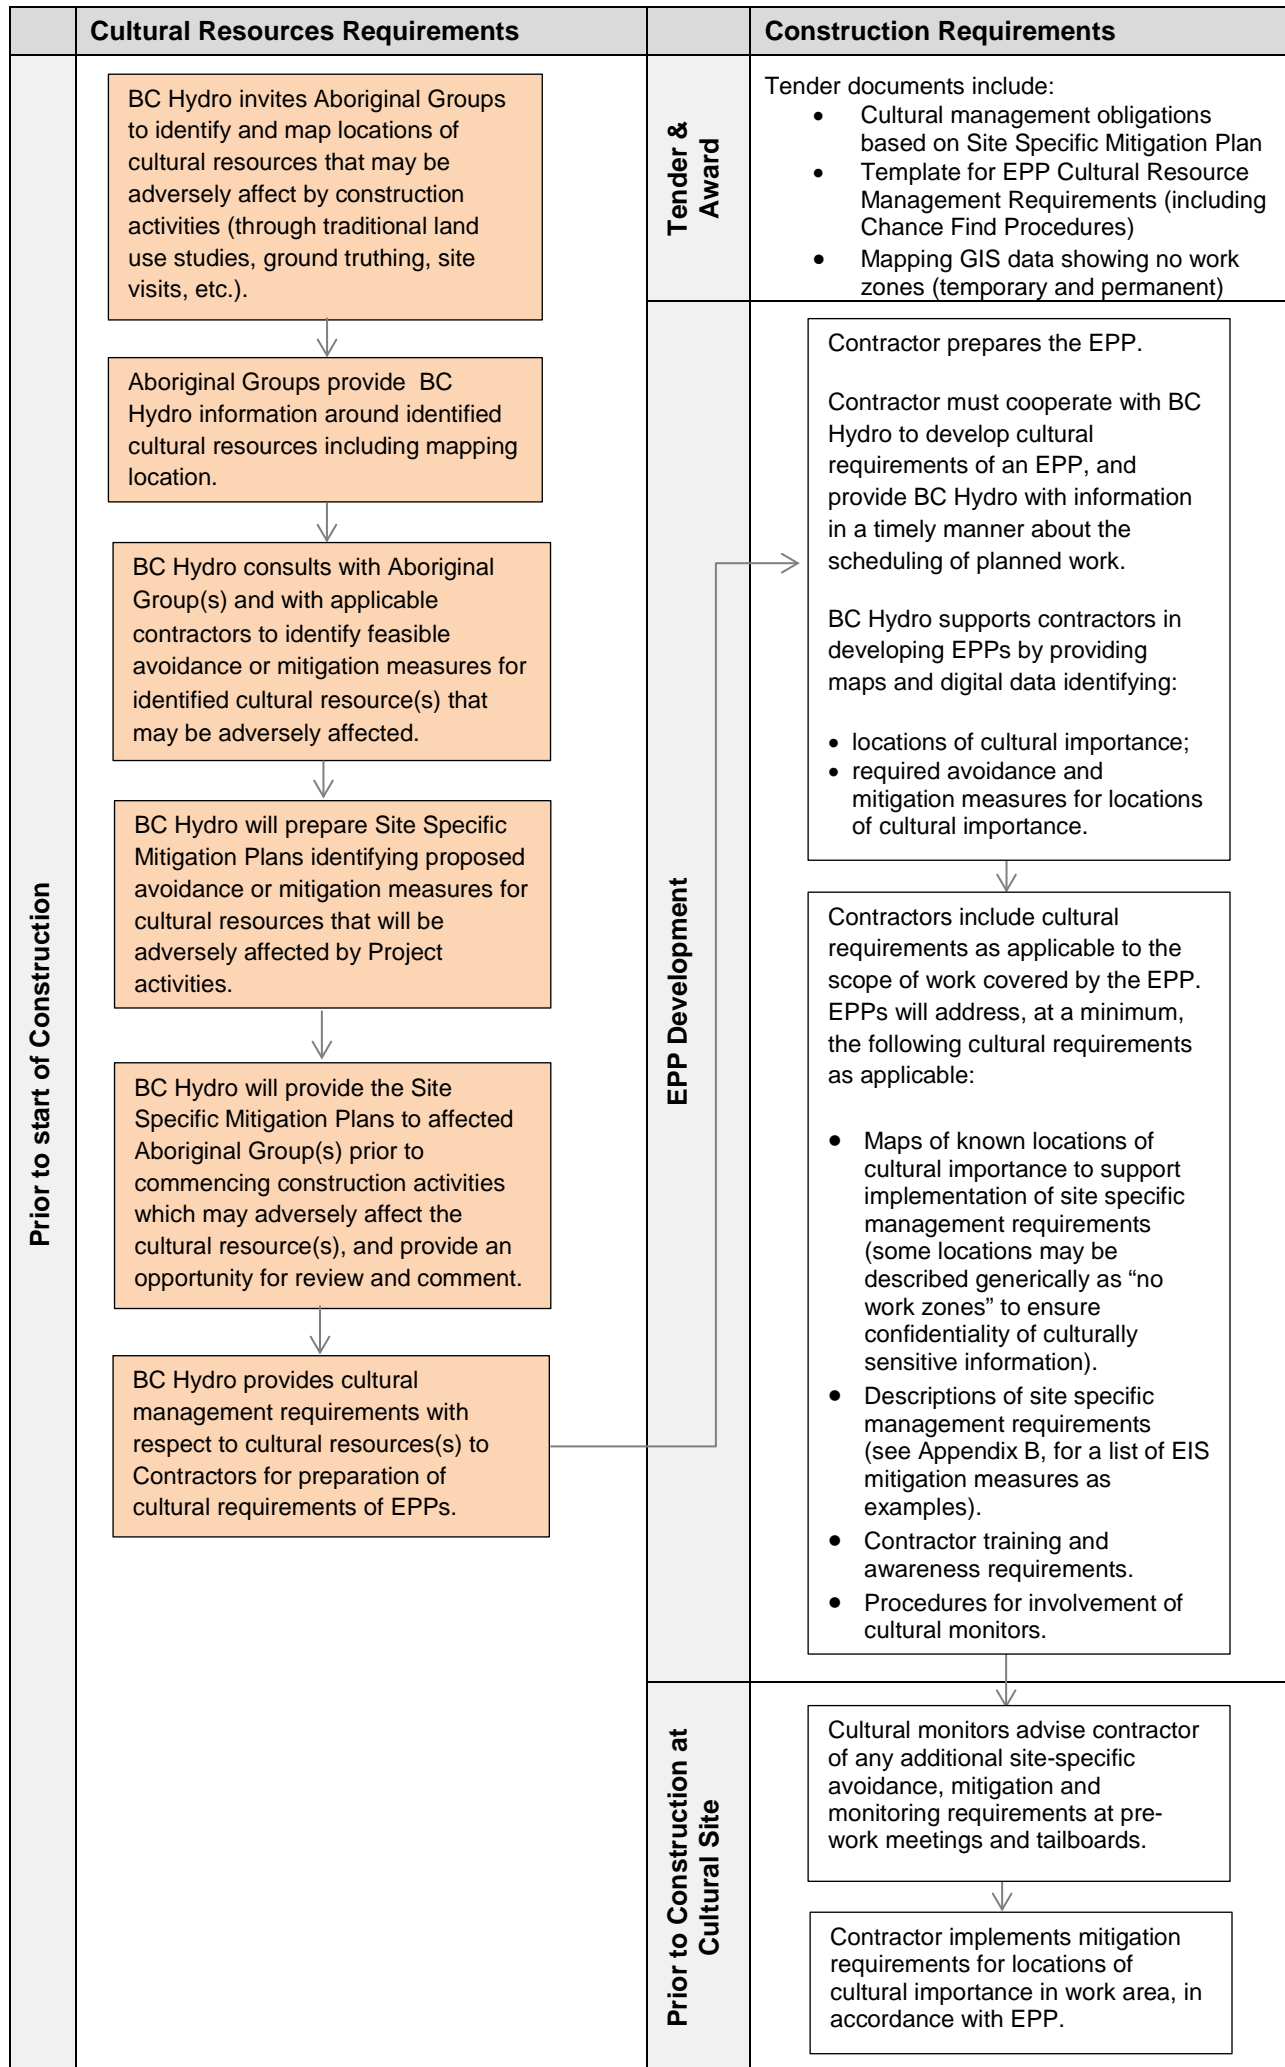 Cultural Resources Requirements
Construction Requirements
Prior to start of Construction
BC Hydro invites Aboriginal Groups
to identify and map locations of
cultural resources that may be
adversely affect by construction
activities (through traditional land
use studies, ground truthing, site
visits, etc.).
Aboriginal Groups provide  BC
Hydro information around identified
cultural resources including mapping
location.
BC Hydro consults with Aboriginal
Group(s) and with applicable
contractors to identify feasible
avoidance or mitigation measures for
identified cultural resource(s) that
may be adversely affected.
BC Hydro will prepare Site Specific
Mitigation Plans identifying proposed
avoidance or mitigation measures for
cultural resources that will be
adversely affected by Project
activities.
BC Hydro will provide the Site
Specific Mitigation Plans to affected
Aboriginal Group(s) prior to
commencing construction activities
which may adversely affect the
cultural resource(s), and provide an
opportunity for review and comment.
BC Hydro provides cultural
management requirements with
respect to cultural resources(s) to
Contractors for preparation of
cultural requirements of EPPs.
Tender &
Award
Tender documents include:
• Cultural management obligations
based on Site Specific Mitigation Plan
• Template for EPP Cultural Resource
Management Requirements (including
Chance Find Procedures)
• Mapping GIS data showing no work
zones (temporary and permanent)
EPP Development
Contractor prepares the EPP.
Contractor must cooperate with BC
Hydro to develop cultural
requirements of an EPP, and
provide BC Hydro with information
in a timely manner about the
scheduling of planned work.
BC Hydro supports contractors in
developing EPPs by providing
maps and digital data identifying:
• locations of cultural importance;
• required avoidance and
mitigation measures for locations
of cultural importance.
Contractors include cultural
requirements as applicable to the
scope of work covered by the EPP.
EPPs will address, at a minimum,
the following cultural requirements
as applicable:
• Maps of known locations of
cultural importance to support
implementation of site specific
management requirements
(some locations may be
described generically as “no
work zones” to ensure
confidentiality of culturally
sensitive information).
• Descriptions of site specific
management requirements
(see Appendix B, for a list of EIS
mitigation measures as
examples).
• Contractor training and
awareness requirements.
• Procedures for involvement of
cultural monitors.
Prior to Construction at
Cultural Site
Cultural monitors advise contractor
of any additional site-specific
avoidance, mitigation and
monitoring requirements at pre-
work meetings and tailboards.
Contractor implements mitigation
requirements for locations of
cultural importance in work area, in
accordance with EPP.